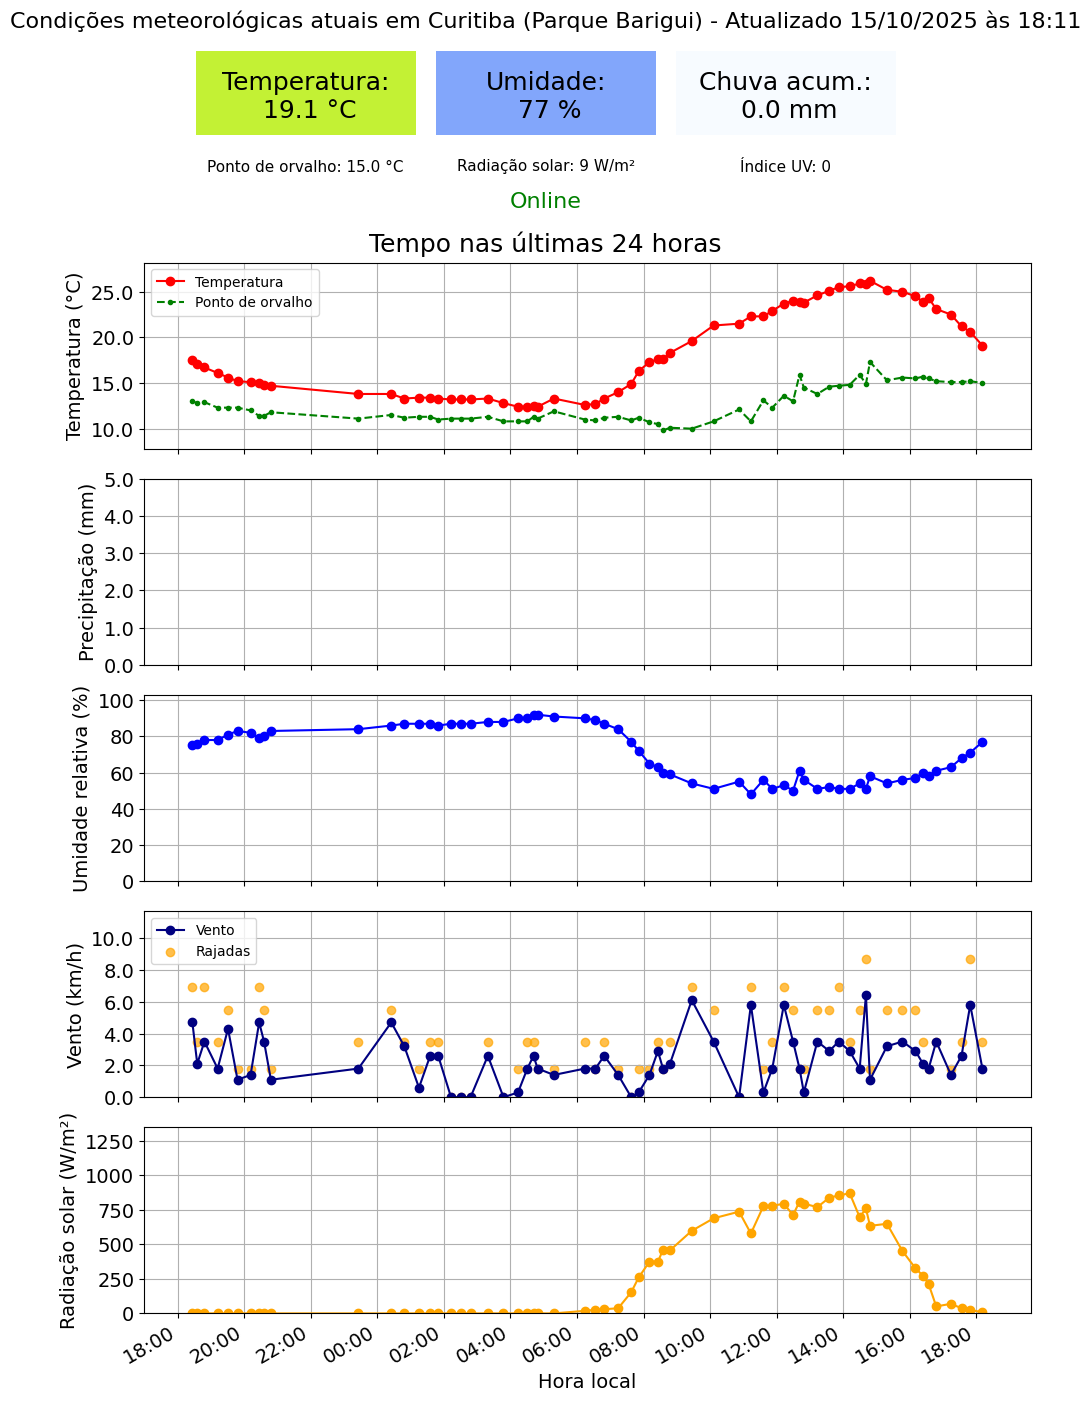 Condições meteorológicas atuais em Curitiba (Parque Barigui) - Atualizado 15/10/2025 às 18:11
Temperatura:
19.1 °C
Umidade:
77 %
Chuva acum.:
0.0 mm
Ponto de orvalho: 15.0 °C
Radiação solar: 9 W/m²
Índice UV: 0
Online
Tempo nas últimas 24 horas
Temperatura (°C)
25.0
20.0
15.0
10.0
Temperatura
Ponto de orvalho
Precipitação (mm)
5.0
4.0
3.0
2.0
1.0
0.0
Umidade relativa (%)
100
80
60
40
20
0
Vento (km/h)
10.0
8.0
6.0
4.0
2.0
0.0
Vento
Rajadas
Radiação solar (W/m²)
1250
1000
750
500
250
0
18:00
20:00
22:00
00:00
02:00
04:00
06:00
08:00
10:00
12:00
14:00
16:00
18:00
Hora local